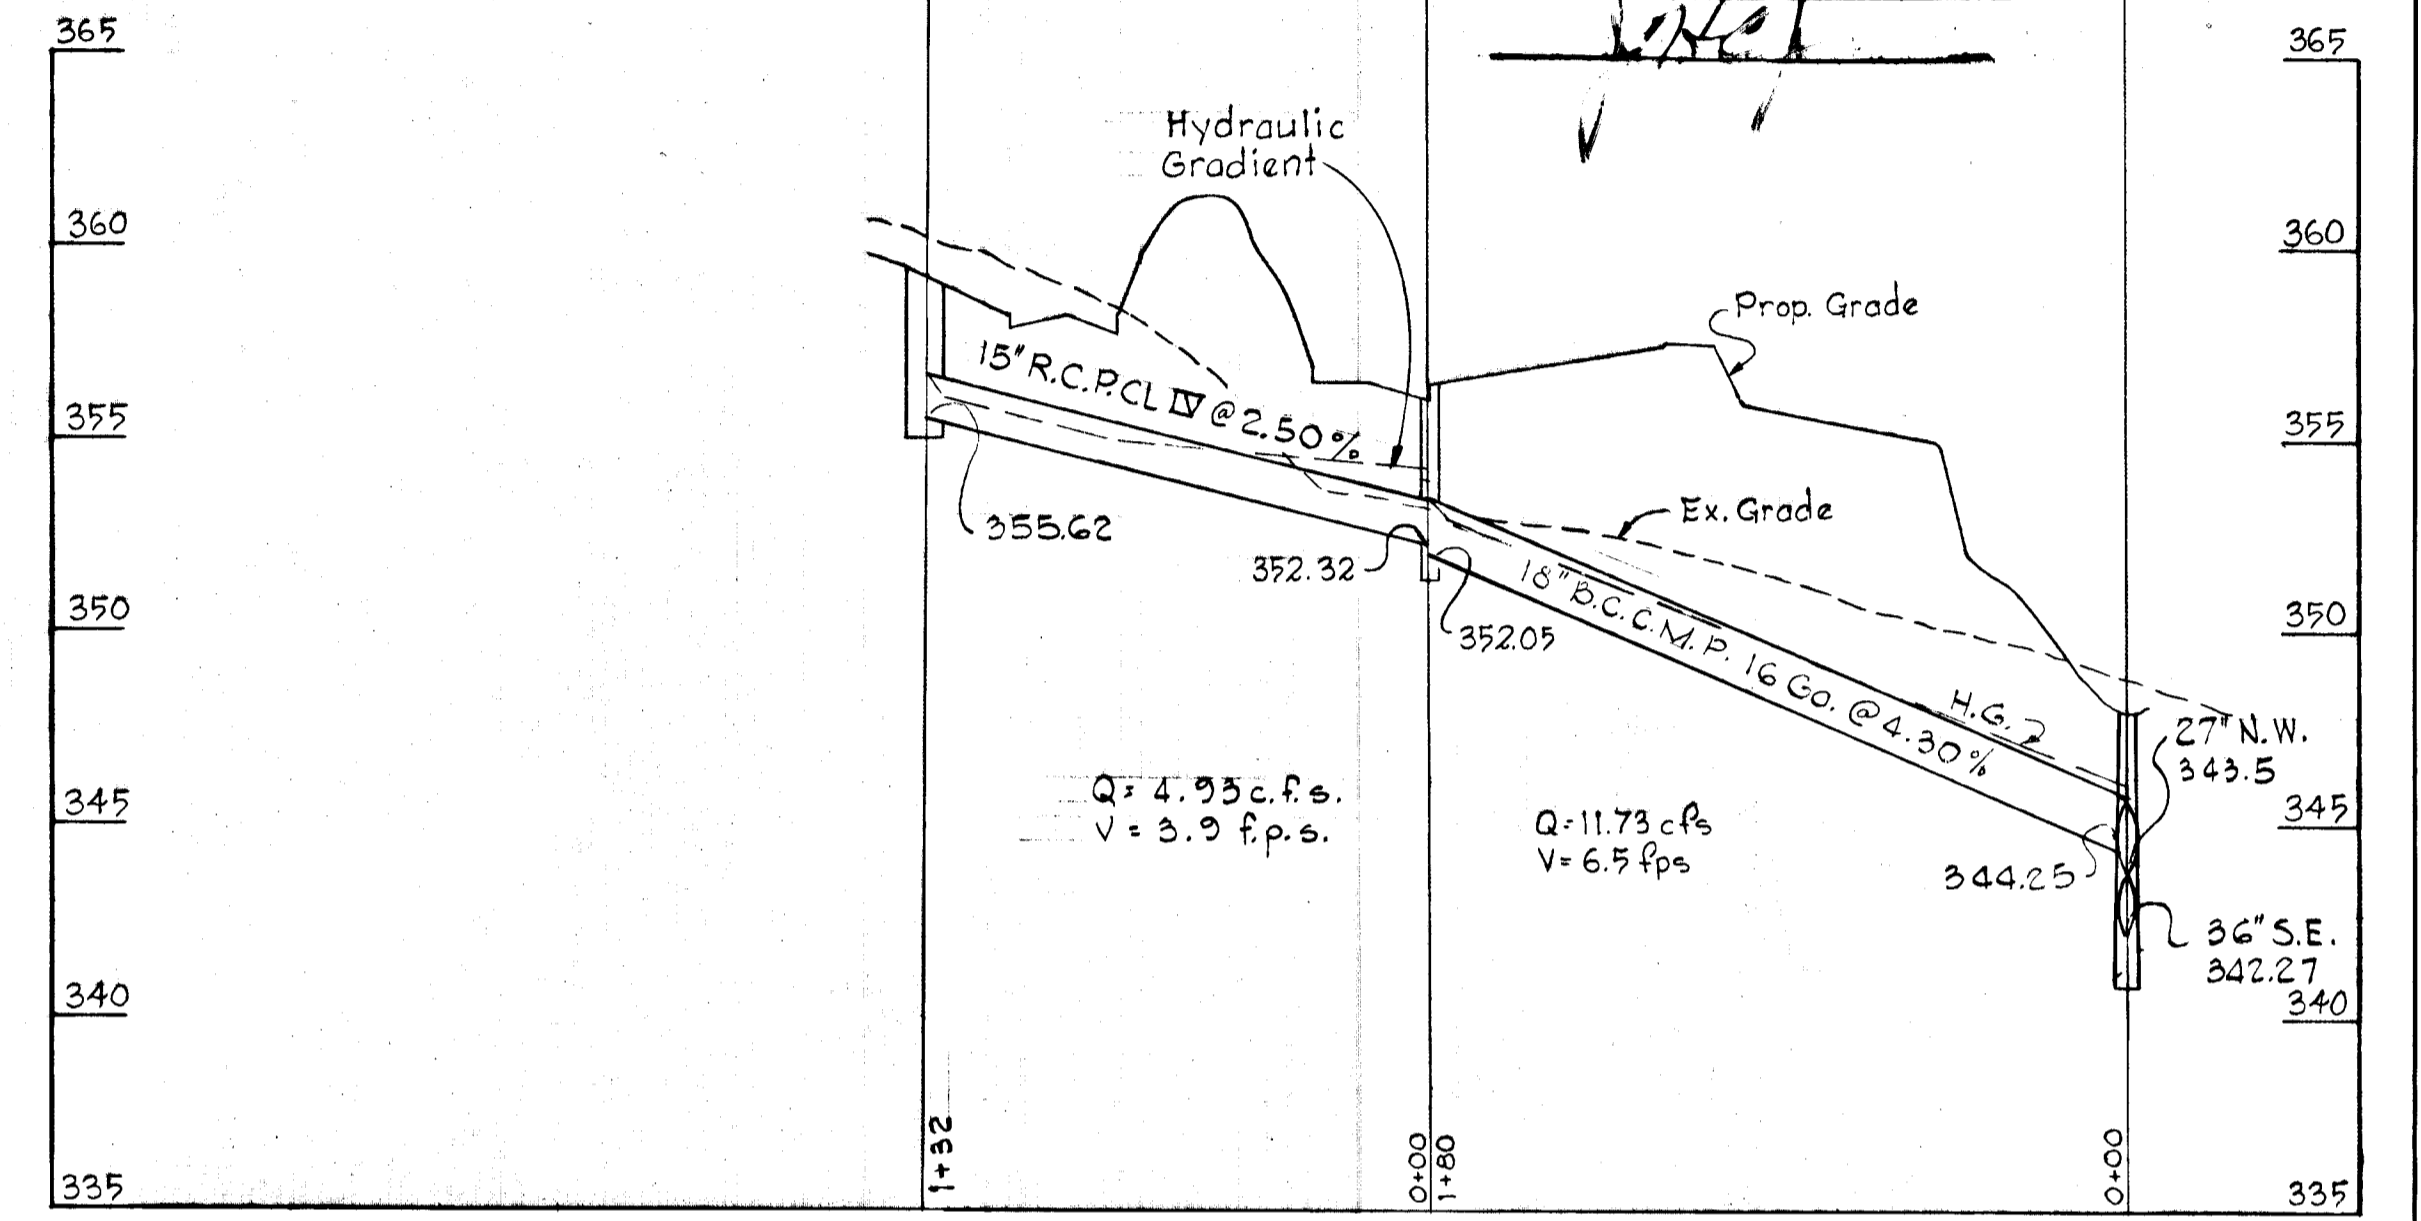 365
365
Hydraulic
Gradient
360
360
Prop. Grade
15" R.C.P. CL IV @ 2.50%
355
355
Ex. Grade
355.62
352.32
352.05
350
350
18" B.C.C.M.P. 16 Ga. @ 4.30%
H.G.
27" N.W.
343.5
Q = 4.93 c.f.s.
V = 3.9 f.p.s.
345
345
Q = 11.73 cfs
V = 6.5 fps
344.25
36" S.E.
342.27
340
340
1+32
0+00
1+80
0+00
335
335